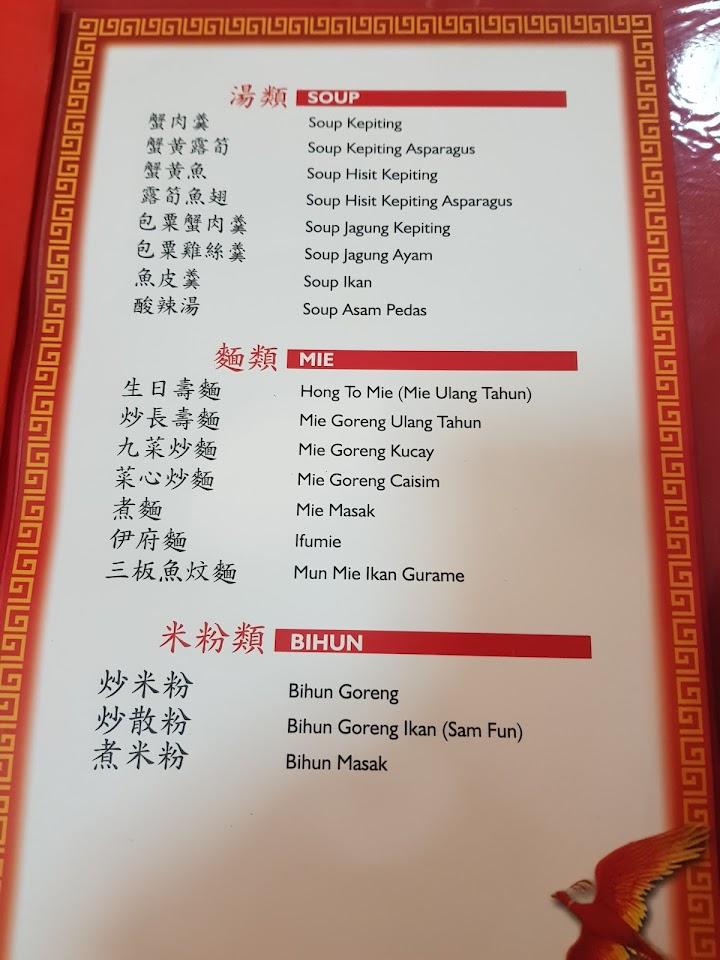 湯類 SOUP
蟹肉羹 Soup Kepiting
蟹黃露筍 Soup Kepiting Asparagus
蟹黃魚 Soup Hisit Kepiting
露筍魚翅 Soup Hisit Kepiting Asparagus
包粟蟹肉羹 Soup Jagung Kepiting
包粟雞絲羹 Soup Jagung Ayam
魚皮羹 Soup Ikan
酸辣湯 Soup Asam Pedas
麵類 MIE
生日壽麵 Hong To Mie (Mie Ulang Tahun)
炒長壽麵 Mie Goreng Ulang Tahun
九菜炒麵 Mie Goreng Kucay
菜心炒麵 Mie Goreng Caisim
煮麵 Mie Masak
伊府麵 Ifumie
三板魚炆麵 Mun Mie Ikan Gurame
米粉類 BIHUN
炒米粉 Bihun Goreng
炒散粉 Bihun Goreng Ikan (Sam Fun)
煮米粉 Bihun Masak